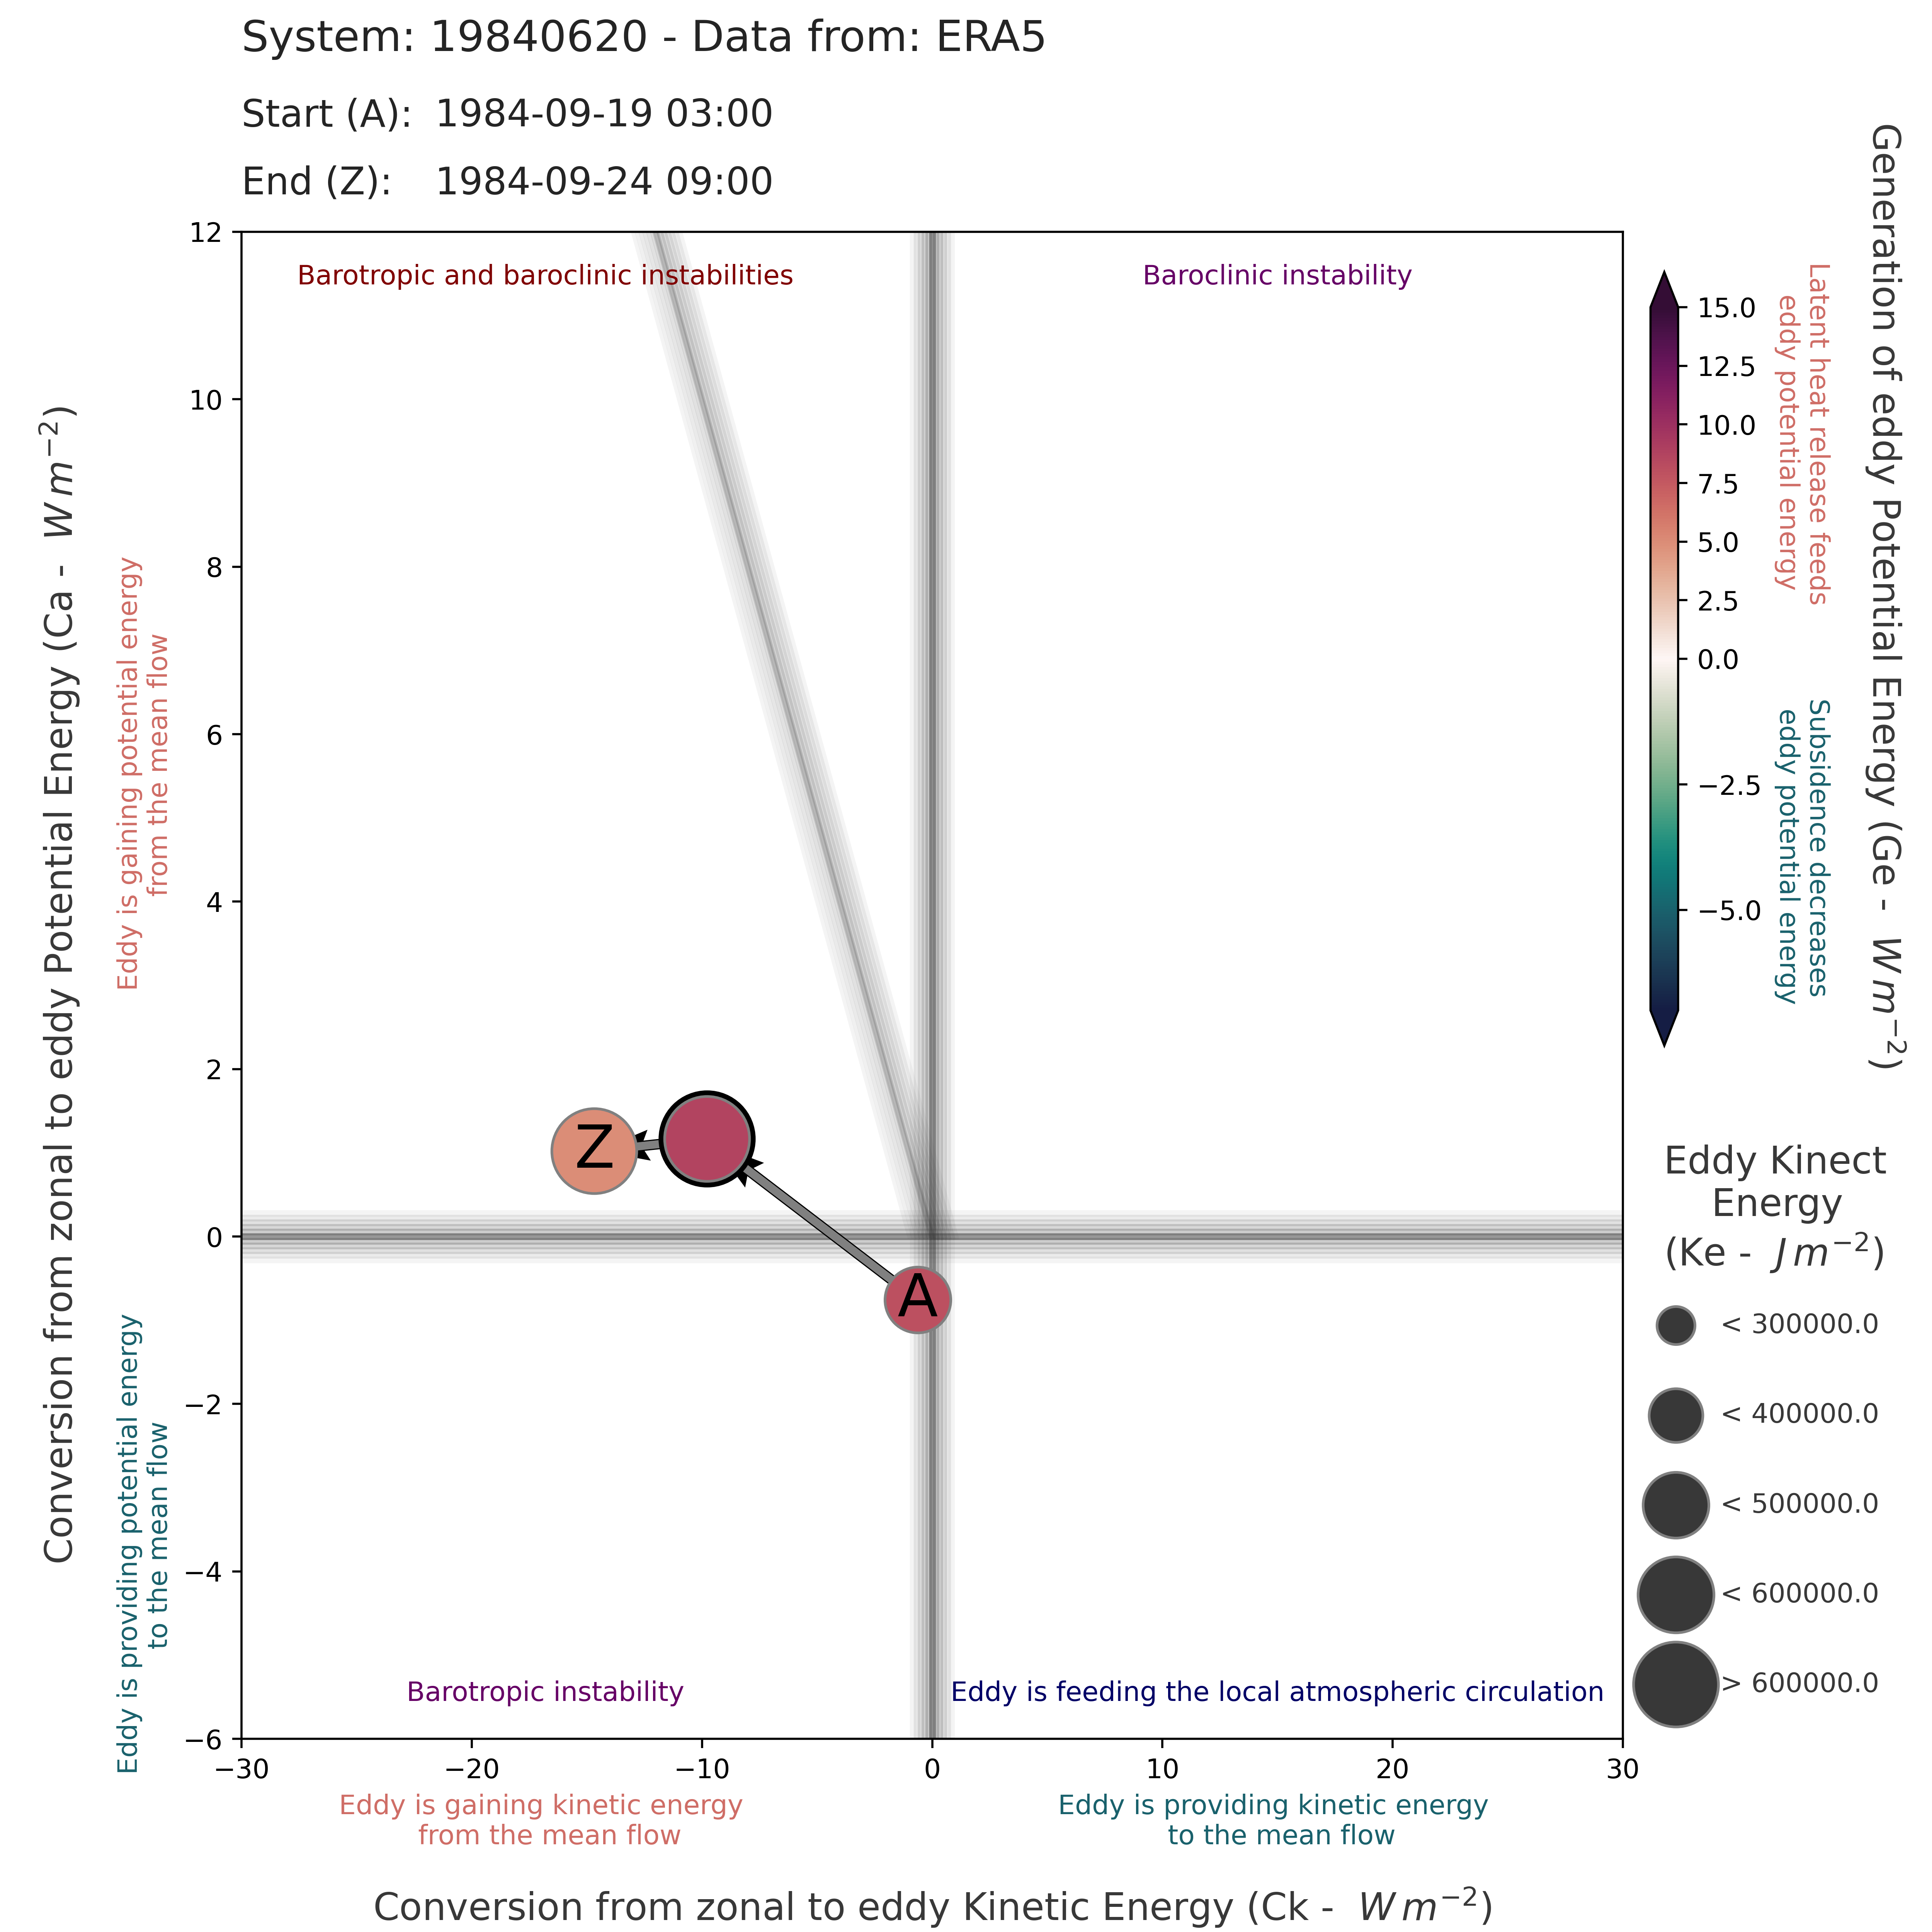 System: 19840620 - Data from: ERA5
Start (A): 1984-09-19 03:00
End (Z): 1984-09-24 09:00
Conversion from zonal to eddy Potential Energy (Ca - W m⁻²)
Eddy is gaining potential energy
from the mean flow
Eddy is providing potential energy
to the mean flow
12
10
8
6
4
2
0
−2
−4
−6
Barotropic and baroclinic instabilities
Baroclinic instability
Z
A
Barotropic instability
Eddy is feeding the local atmospheric circulation
−30
−20
−10
0
10
20
30
Eddy is gaining kinetic energy
from the mean flow
Eddy is providing kinetic energy
to the mean flow
Conversion from zonal to eddy Kinetic Energy (Ck - W m⁻²)
15.0
12.5
10.0
7.5
5.0
2.5
0.0
−2.5
−5.0
Latent heat release feeds
eddy potential energy
Subsidence decreases
eddy potential energy
Generation of eddy Potential Energy (Ge - W m⁻²)
Eddy Kinect
Energy
(Ke - J m⁻²)
< 300000.0
< 400000.0
< 500000.0
< 600000.0
> 600000.0